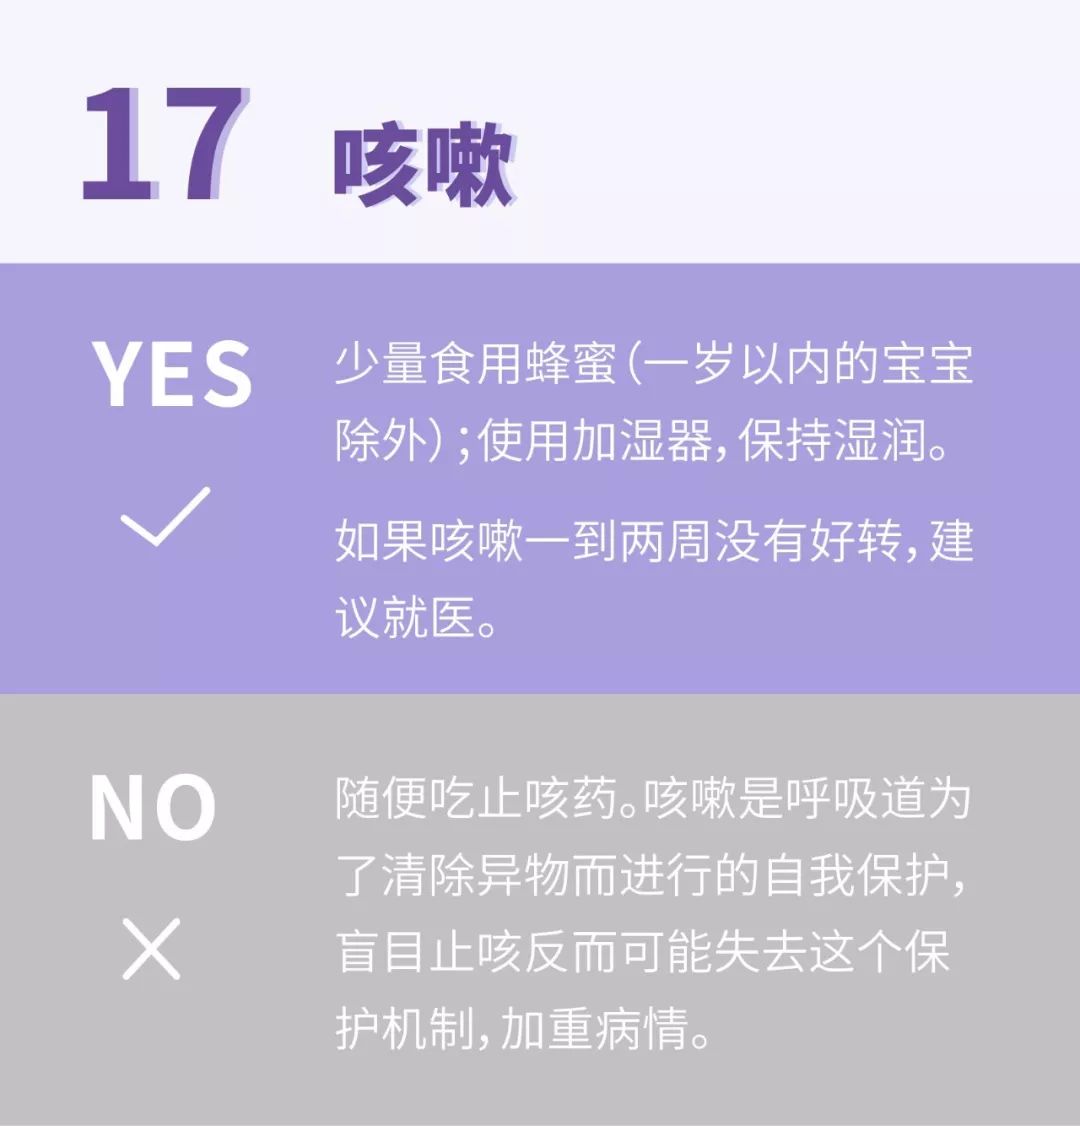 17 咳嗽
YES
少量食用蜂蜜(一岁以内的宝宝
除外);使用加湿器,保持湿润。
如果咳嗽一到两周没有好转,建
议就医。
NO
随便吃止咳药。咳嗽是呼吸道为
了清除异物而进行的自我保护,
盲目止咳反而可能失去这个保
护机制,加重病情。